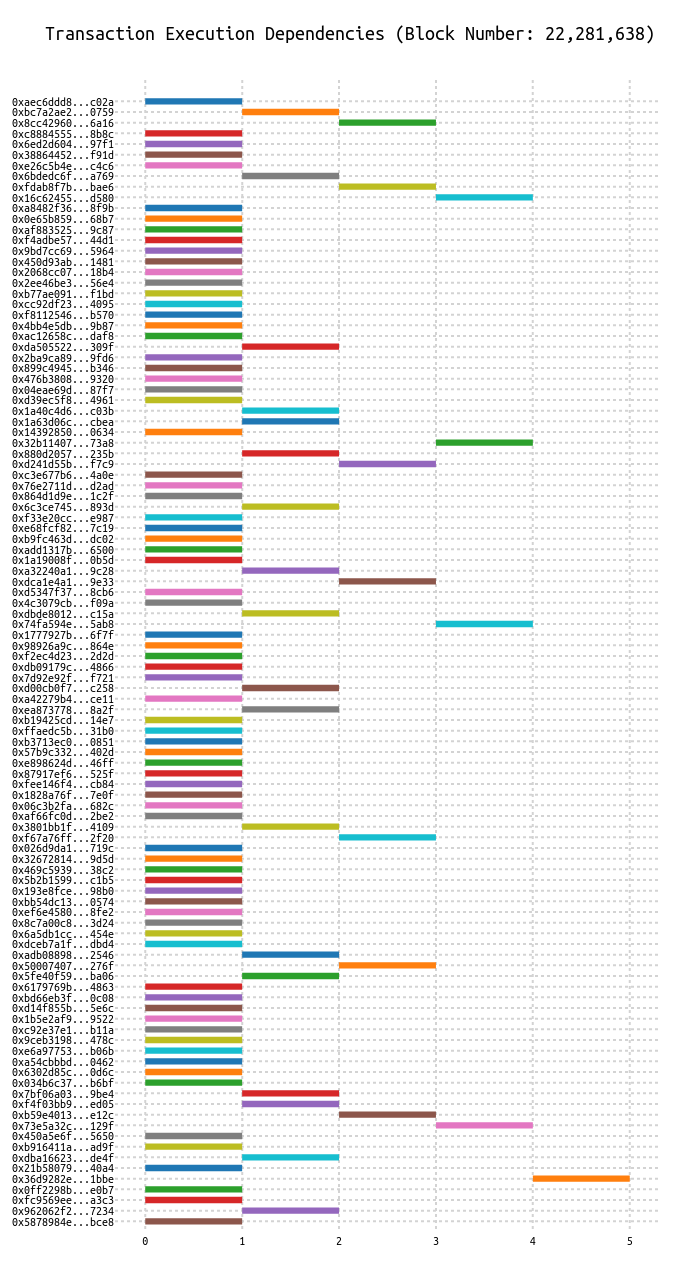 Transaction Execution Dependencies (Block Number: 22,281,638)
0xaec6ddd8...c02a
0xbc7a2ae2...0759
0x8cc42960...6a16
0xc8884555...8b8c
0x6ed2d604...97f1
0x38864452...f91d
0xe26c5b4e...c4c6
0x6bdedc6f...a769
0xfdab8f7b...bae6
0x16c62455...d580
0xa8482f36...8f9b
0x0e65b859...68b7
0xaf883525...9c87
0xf4adbe57...44d1
0x9bd7cc69...5964
0x450d93ab...1481
0x2068cc07...18b4
0x2ee46be3...56e4
0xb77ae091...f1bd
0xcc92df23...4095
0xf8112546...b570
0x4bb4e5db...9b87
0xac12658c...daf8
0xda505522...309f
0x2ba9ca89...9fd6
0x899c4945...b346
0x476b3808...9320
0x04eae69d...87f7
0xd39ec5f8...4961
0x1a40c4d6...c03b
0x1a63d06c...cbea
0x14392850...0634
0x32b11407...73a8
0x880d2057...235b
0xd241d55b...f7c9
0xc3e677b6...4a0e
0x76e2711d...d2ad
0x864d1d9e...1c2f
0x6c3ce745...893d
0xf33e20cc...e987
0xe68fcf82...7c19
0xb9fc463d...dc02
0xadd1317b...6500
0x1a19008f...0b5d
0xa32240a1...9c28
0xdca1e4a1...9e33
0xd5347f37...8cb6
0x4c3079cb...f09a
0xdbde8012...c15a
0x74fa594e...5ab8
0x1777927b...6f7f
0x98926a9c...864e
0xf2ec4d23...2d2d
0xdb09179c...4866
0x7d92e92f...f721
0xd00cb0f7...c258
0xa42279b4...ce11
0xea873778...8a2f
0xb19425cd...14e7
0xffaedc5b...31b0
0xb3713ec0...0851
0x57b9c332...402d
0xe898624d...46ff
0x87917ef6...525f
0xfee146f4...cb84
0x1828a76f...7e0f
0x06c3b2fa...682c
0xaf66fc0d...2be2
0x3801bb1f...4109
0xf67a76ff...2f20
0x026d9da1...719c
0x32672814...9d5d
0x469c5939...38c2
0x5b2b1599...c1b5
0x193e8fce...98b0
0xbb54dc13...0574
0xef6e4580...8fe2
0x8c7a00c8...3d24
0x6a5db1cc...454e
0xdceb7a1f...dbd4
0xadb08898...2546
0x50007407...276f
0x5fe40f59...ba06
0x6179769b...4863
0xbd66eb3f...0c08
0xd14f855b...5e6c
0x1b5e2af9...9522
0xc92e37e1...b11a
0x9ceb3198...478c
0xe6a97753...b06b
0xa54cbbbd...0462
0x6302d85c...0d6c
0x034b6c37...b6bf
0x7bf06a03...9be4
0xf4f03bb9...ed05
0xb59e4013...e12c
0x73e5a32c...129f
0x450a5e6f...5650
0xb916411a...ad9f
0xdba16623...de4f
0x21b58079...40a4
0x36d9282e...1bbe
0x0ff2298b...e0b7
0xfc9569ee...a3c3
0x962062f2...7234
0x5878984e...bce8
0 1 2 3 4 5